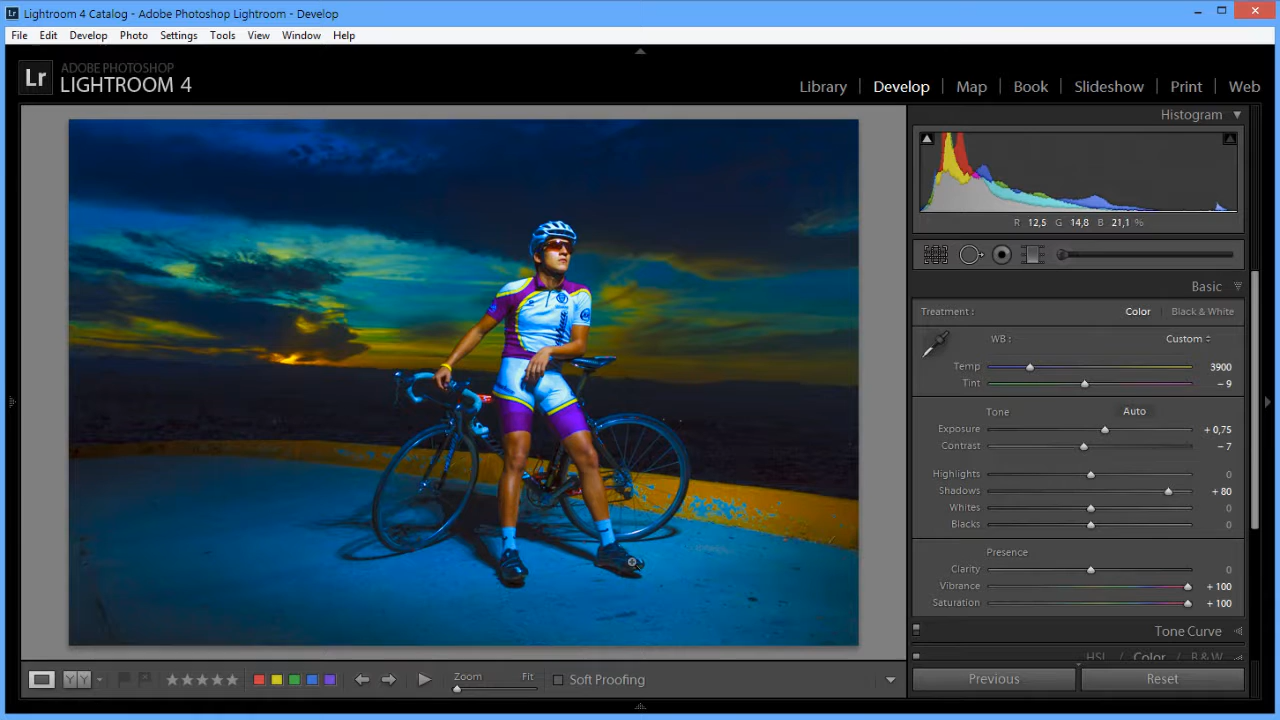 Lightroom 4 Catalog - Adobe Photoshop Lightroom - Develop
File Edit Develop Photo Settings Tools View Window Help
Lr ADOBE PHOTOSHOP
LIGHTROOM 4
Library | Develop | Map | Book | Slideshow | Print | Web
Histogram
R 12,5 G 14,8 B 21,1 %
Basic
Treatment : Color | Black & White
WB : Custom
Temp 3900
Tint – 9
Tone Auto
Exposure + 0,75
Contrast – 7
Highlights 0
Shadows + 80
Whites 0
Blacks 0
Presence
Clarity 0
Vibrance + 100
Saturation + 100
Tone Curve
HSL / Color / B & W
YY Zoom Fit Soft Proofing
Previous Reset